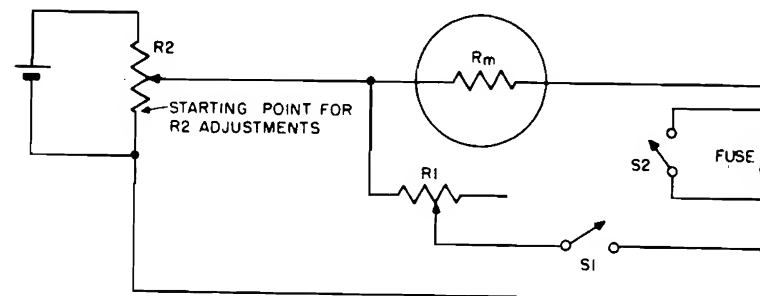 R2
Rm
STARTING POINT FOR
R2 ADJUSTMENTS
S2
FUSE
R1
S1